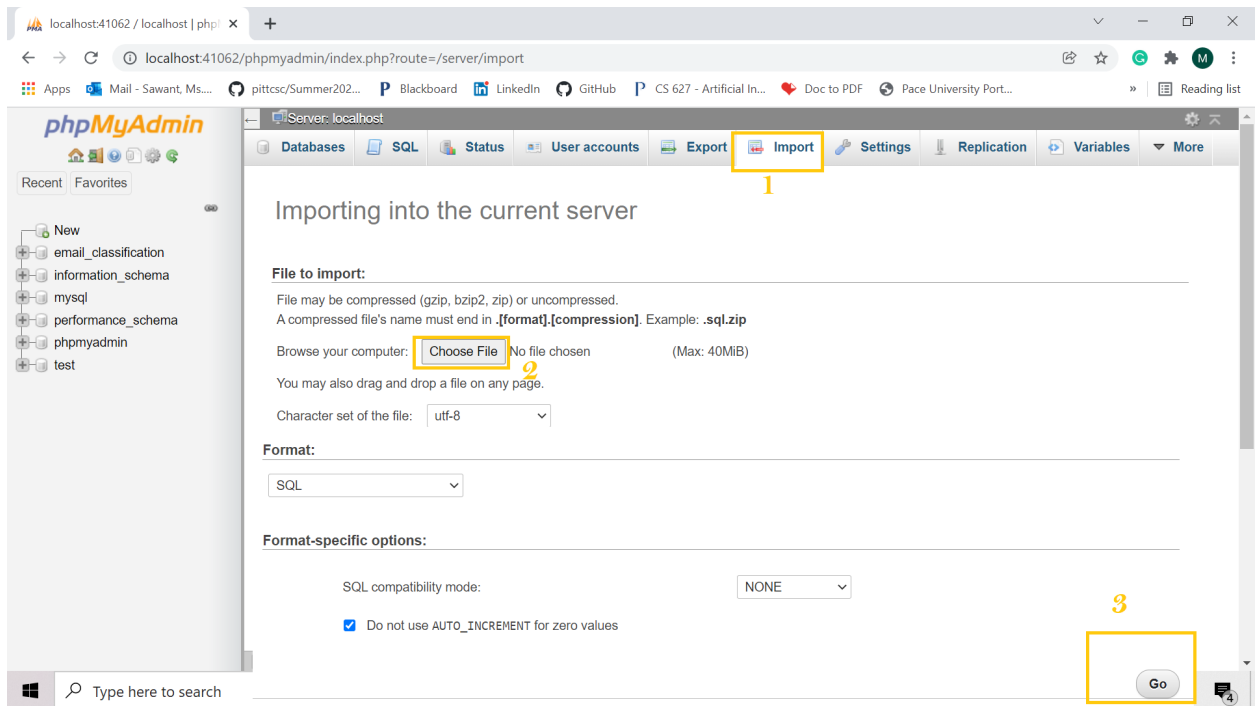 localhost:41062 / localhost | php
localhost:41062/phpmyadmin/index.php?route=/server/import
M
Apps
Mail - Sawant, Ms....
pittcsc/Summer202...
Blackboard
LinkedIn
GitHub
CS 627 - Artificial In...
Doc to PDF
Pace University Port...
»
Reading list
phpMyAdmin
Recent
Favorites
New
email_classification
information_schema
mysql
performance_schema
phpmyadmin
test
Server: localhost
Databases
SQL
Status
User accounts
Export
Import
Settings
Replication
Variables
More
1
Importing into the current server
File to import:
File may be compressed (gzip, bzip2, zip) or uncompressed.
A compressed file's name must end in .[format].[compression]. Example: .sql.zip
Browse your computer: Choose File No file chosen (Max: 40MiB)
2
You may also drag and drop a file on any page.
Character set of the file: utf-8
Format:
SQL
Format-specific options:
SQL compatibility mode: NONE
Do not use AUTO_INCREMENT for zero values
3
Go
Type here to search
4